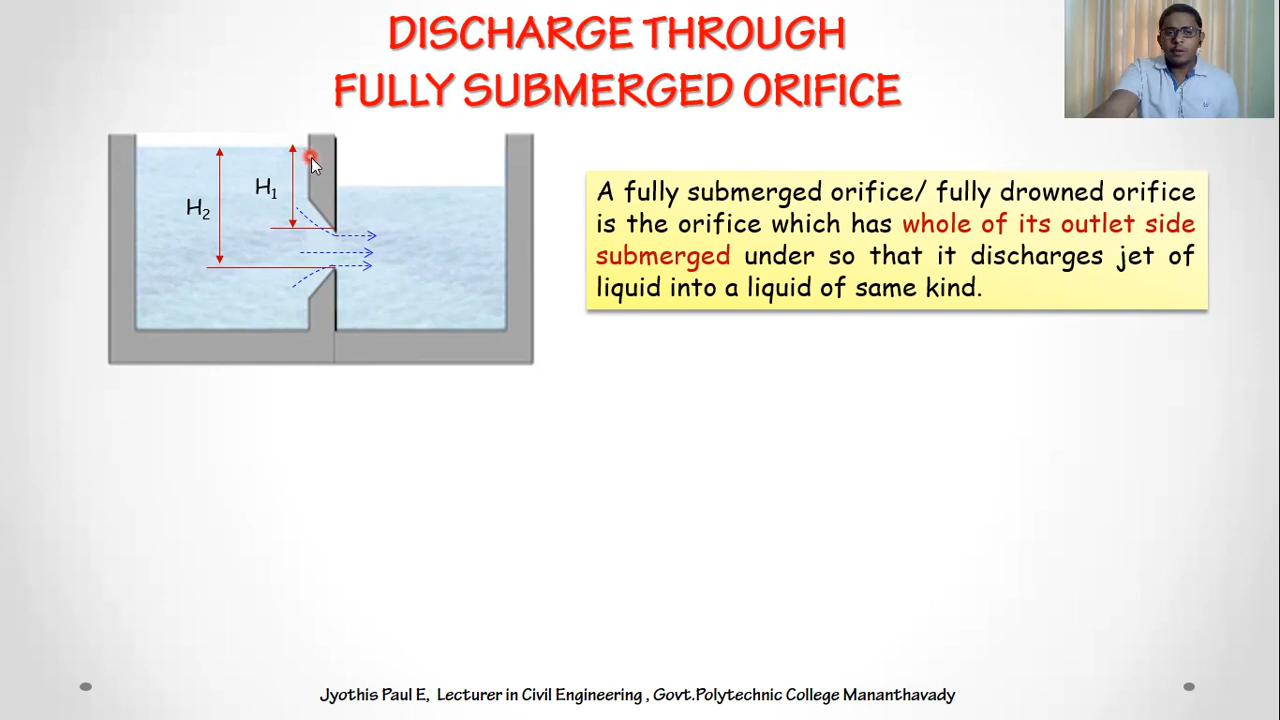 DISCHARGE THROUGH
FULLY SUBMERGED ORIFICE
H1
H2
A fully submerged orifice/ fully drowned orifice
is the orifice which has whole of its outlet side
submerged under so that it discharges jet of
liquid into a liquid of same kind.
Jyothis Paul E, Lecturer in Civil Engineering , Govt.Polytechnic College Mananthavady